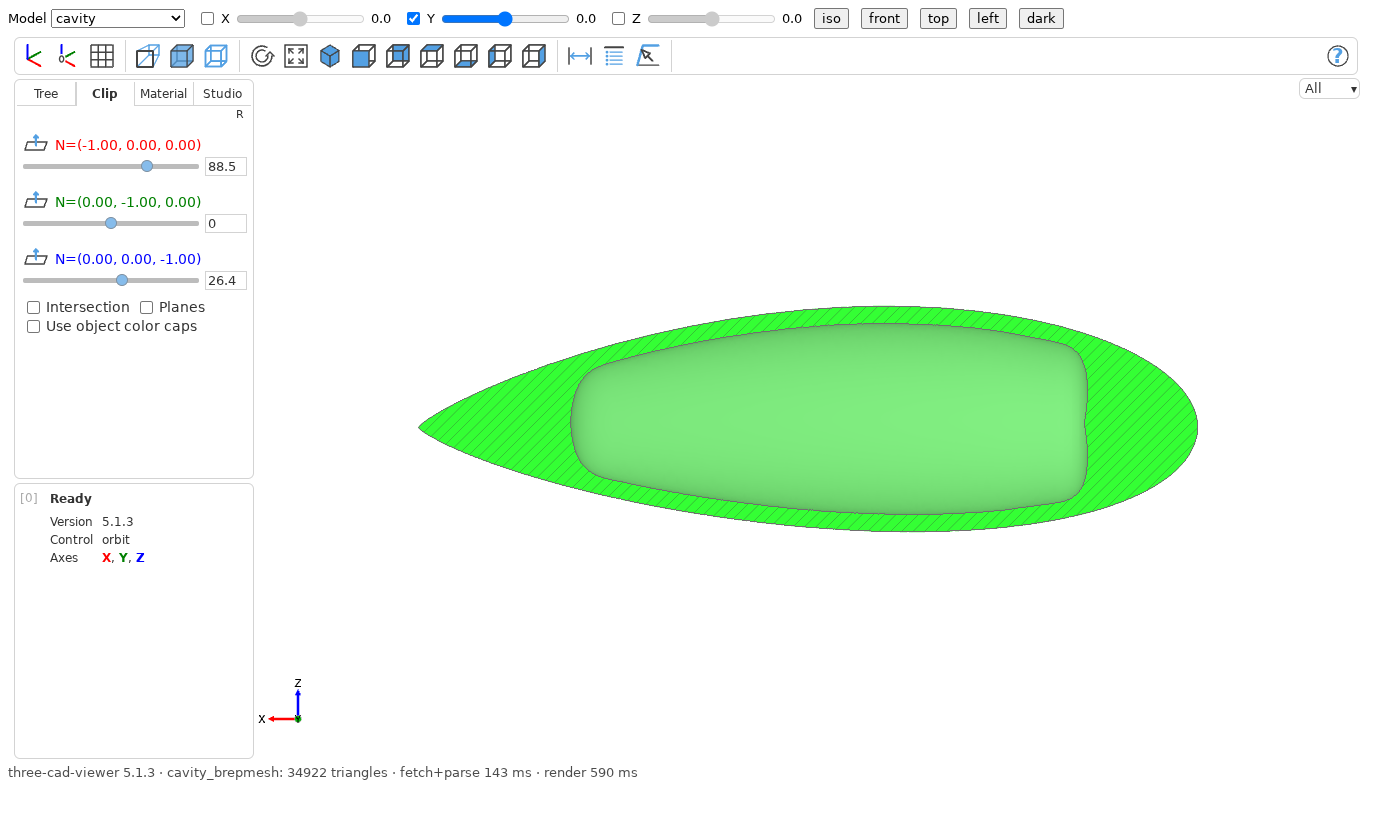 Model cavity X 0.0 Y 0.0 Z 0.0 iso front top left dark
All
Tree Clip Material Studio
R
N=(-1.00, 0.00, 0.00)
88.5
N=(0.00, -1.00, 0.00)
0
N=(0.00, 0.00, -1.00)
26.4
Intersection Planes
Use object color caps
[0] Ready
Version 5.1.3
Control orbit
Axes X, Y, Z
Z
X Y
three-cad-viewer 5.1.3 · cavity_brepmesh: 34922 triangles · fetch+parse 143 ms · render 590 ms